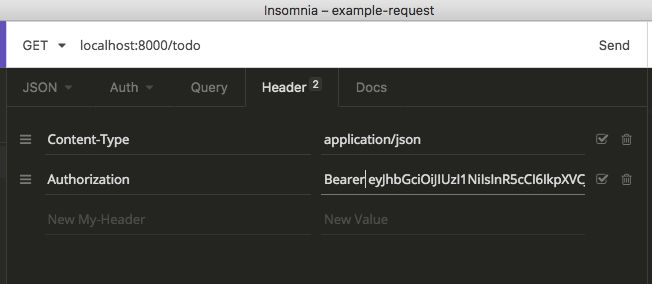 Insomnia – example-request
GET localhost:8000/todo Send
JSON Auth Query Header 2 Docs
Content-Type application/json
Authorization Bearer eyJhbGciOiJIUzI1NiIsInR5cCI6IkpXVC
New My-Header New Value